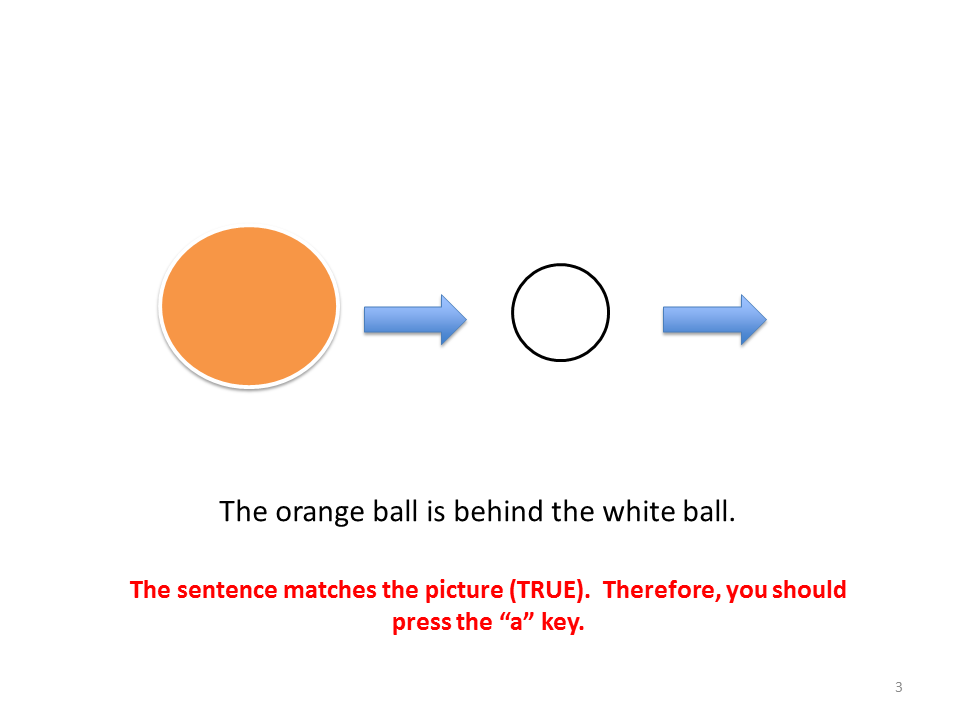 The orange ball is behind the white ball.
The sentence matches the picture (TRUE).  Therefore, you should
press the “a” key.
3